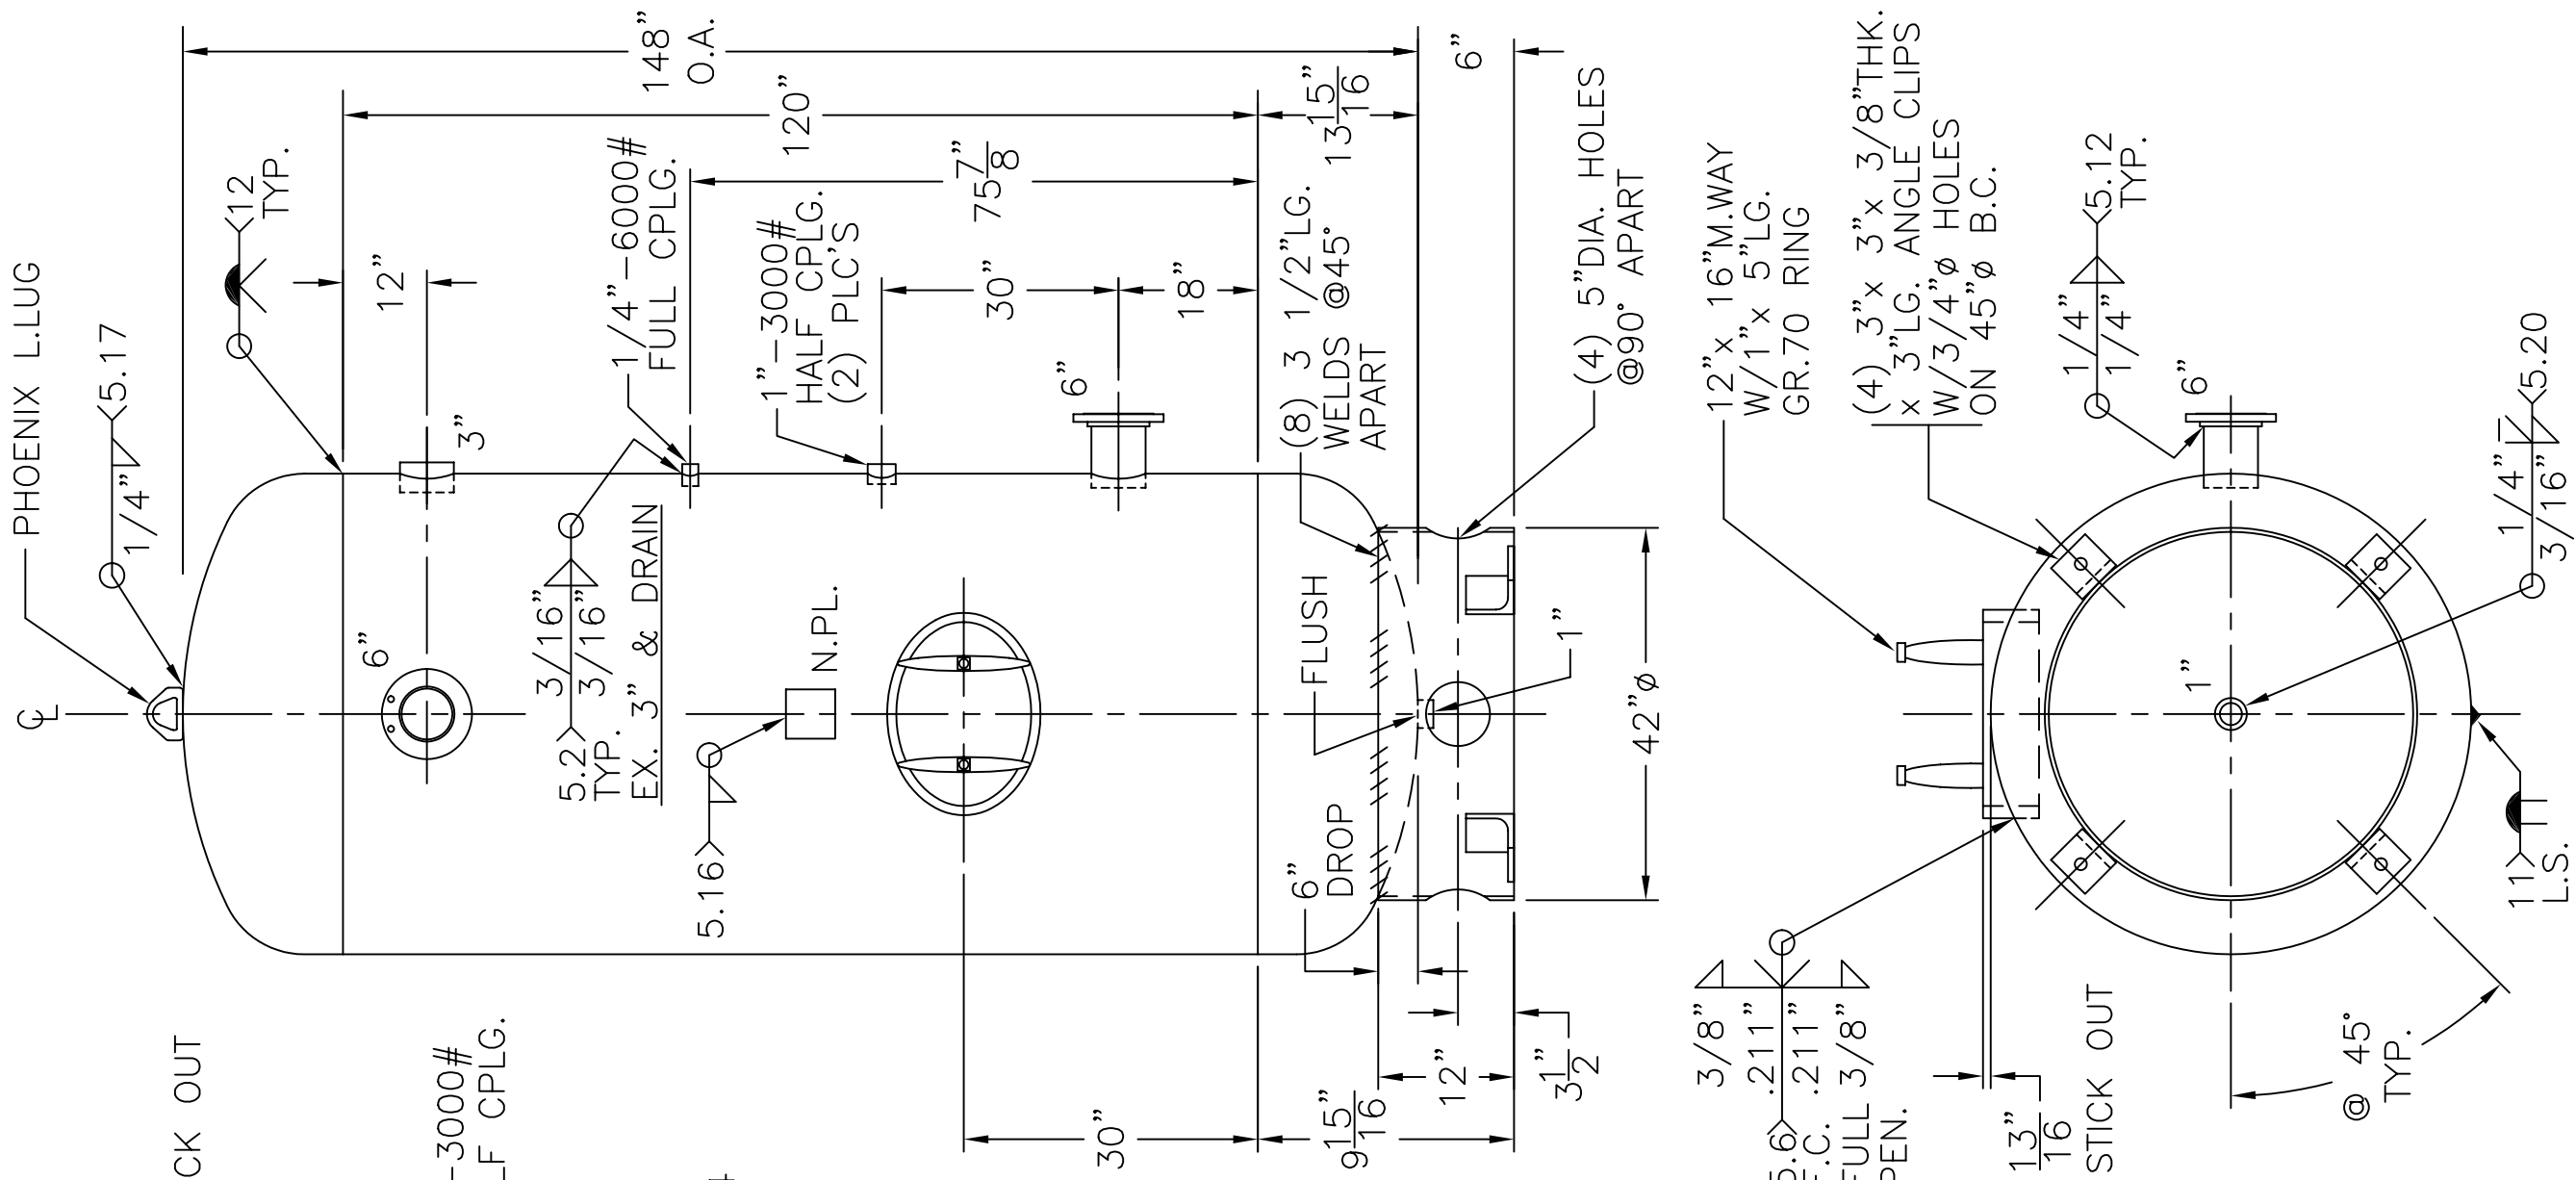 PHOENIX L.LUG
5.17
1/4"
C
L
12
TYP.
12"
148"
O.A.
120"
1/4"-6000#
FULL CPLG.
75 7/8"
1"-3000#
HALF CPLG.
(2) PLC'S
30"
18"
13 15/16"
6"
3"
6"
6"
3/16"
3/16"
5.2
TYP.
EX. 3" & DRAIN
N.PL.
5.16
(8) 3 1/2"LG.
WELDS @45°
APART
(4) 5"DIA. HOLES
@90° APART
FLUSH
1"
6"
DROP
42"ø
30"
9 15/16"
12"
3 1/2"
CK OUT
-3000#
LF CPLG.
12"x 16"M.WAY
W/1"x 5"LG.
GR.70 RING
(4) 3"x 3"x 3/8"THK.
x 3"LG. ANGLE CLIPS
W/3/4"ø HOLES
ON 45"ø B.C.
1/4"
1/4"
5.12
TYP.
6"
1"
1/4"
3/16"
5.20
3/8"
.211"
.211"
3/8"
5.6
F.C.
FULL
PEN.
13/16"
STICK OUT
@ 45°
TYP.
11
L.S.